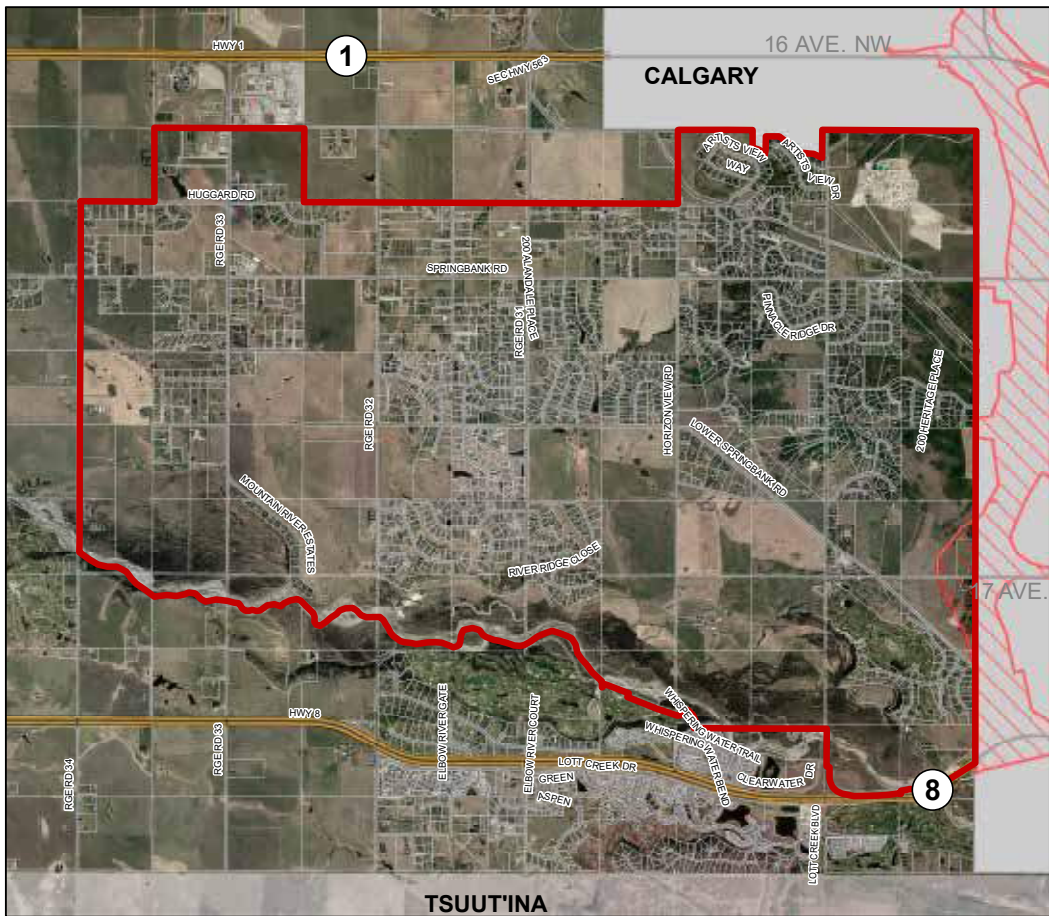 HWY 1
1
16 AVE. NW
SEC HWY 563
CALGARY
ARTISTS VIEW
WAY
ARTISTS VIEW DR
HUGGARD RD
RGE RD 33
SPRINGBANK RD
200 ALANDALE PLACE
RGE RD 31
PINNACLE RIDGE DR
HORIZON VIEW RD
200 HERITAGE PLACE
RGE RD 32
LOWER SPRINGBANK RD
MOUNTAIN RIVER ESTATES
RIVER RIDGE CLOSE
17 AVE.
HWY 8
RGE RD 33
RGE RD 34
ELBOW RIVER GATE
ELBOW RIVER COURT
WHISPERING WATER TRAIL
WHISPERING WATER BEND
CLEARWATER DR
LOTT CREEK DR
GREEN
ASPEN
8
LOTT CREEK BLVD
TSUUT'INA